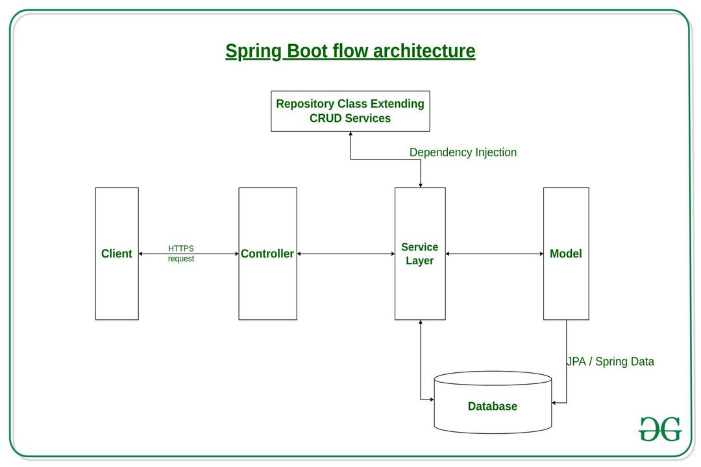 Spring Boot flow architecture
Repository Class Extending
CRUD Services
Dependency Injection
Client
HTTPS
request
Controller
Service
Layer
Model
JPA / Spring Data
Database